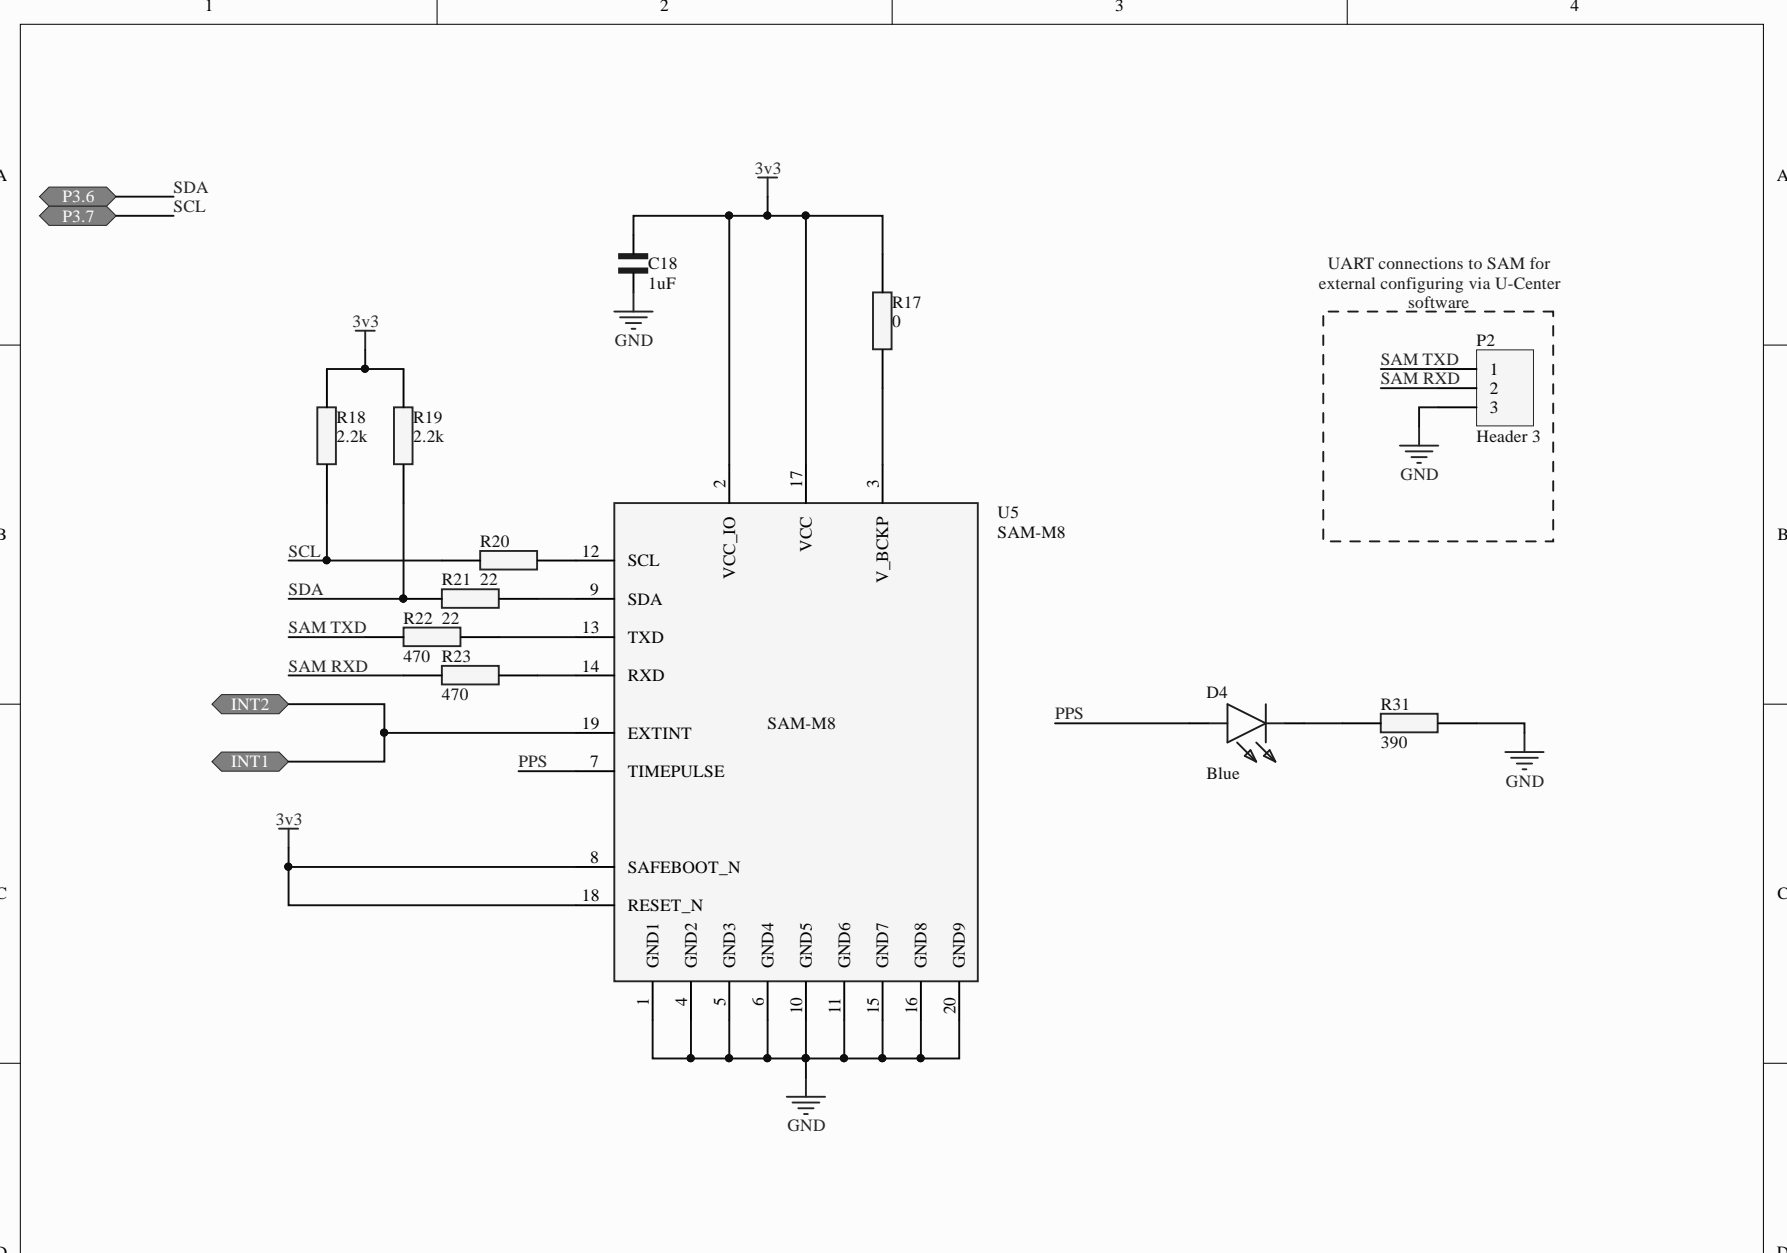 1
2
3
4
A
A
3v3
P3.6
SDA
P3.7
SCL
C18
1uF
GND
R17
0
UART connections to SAM for
external configuring via U-Center
software
3v3
P2
SAM TXD
1
SAM RXD
2
3
Header 3
GND
R18
2.2k
R19
2.2k
2
17
3
U5
SAM-M8
VCC_IO
VCC
V_BCKP
B
B
SCL
R20
12
SCL
SDA
R21 22
9
SDA
SAM TXD
R22 22
13
TXD
470
SAM RXD
R23
14
RXD
470
INT2
19
EXTINT
SAM-M8
INT1
PPS
7
TIMEPULSE
PPS
D4
Blue
R31
390
GND
3v3
8
SAFEBOOT_N
18
RESET_N
C
C
GND1
GND2
GND3
GND4
GND5
GND6
GND7
GND8
GND9
1
4
5
6
10
11
15
16
20
GND
D
D